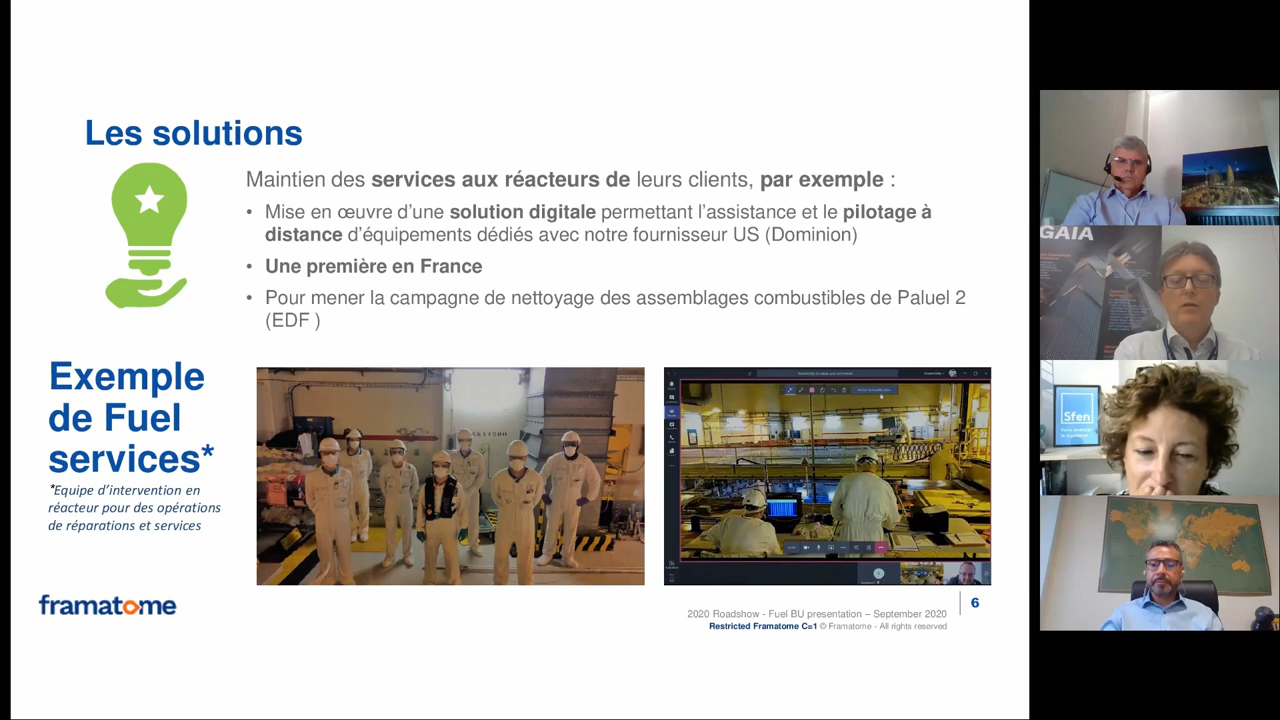 Les solutions
Maintien des services aux réacteurs de leurs clients, par exemple :
• Mise en œuvre d’une solution digitale permettant l’assistance et le pilotage à
distance d’équipements dédiés avec notre fournisseur US (Dominion)
• Une première en France
• Pour mener la campagne de nettoyage des assemblages combustibles de Paluel 2
(EDF )
Exemple
de Fuel
services*
*Equipe d’intervention en
réacteur pour des opérations
de réparations et services
framatome
2020 Roadshow - Fuel BU presentation – September 2020
Restricted Framatome C=1 © Framatome - All rights reserved
6
GAIA
Sfen